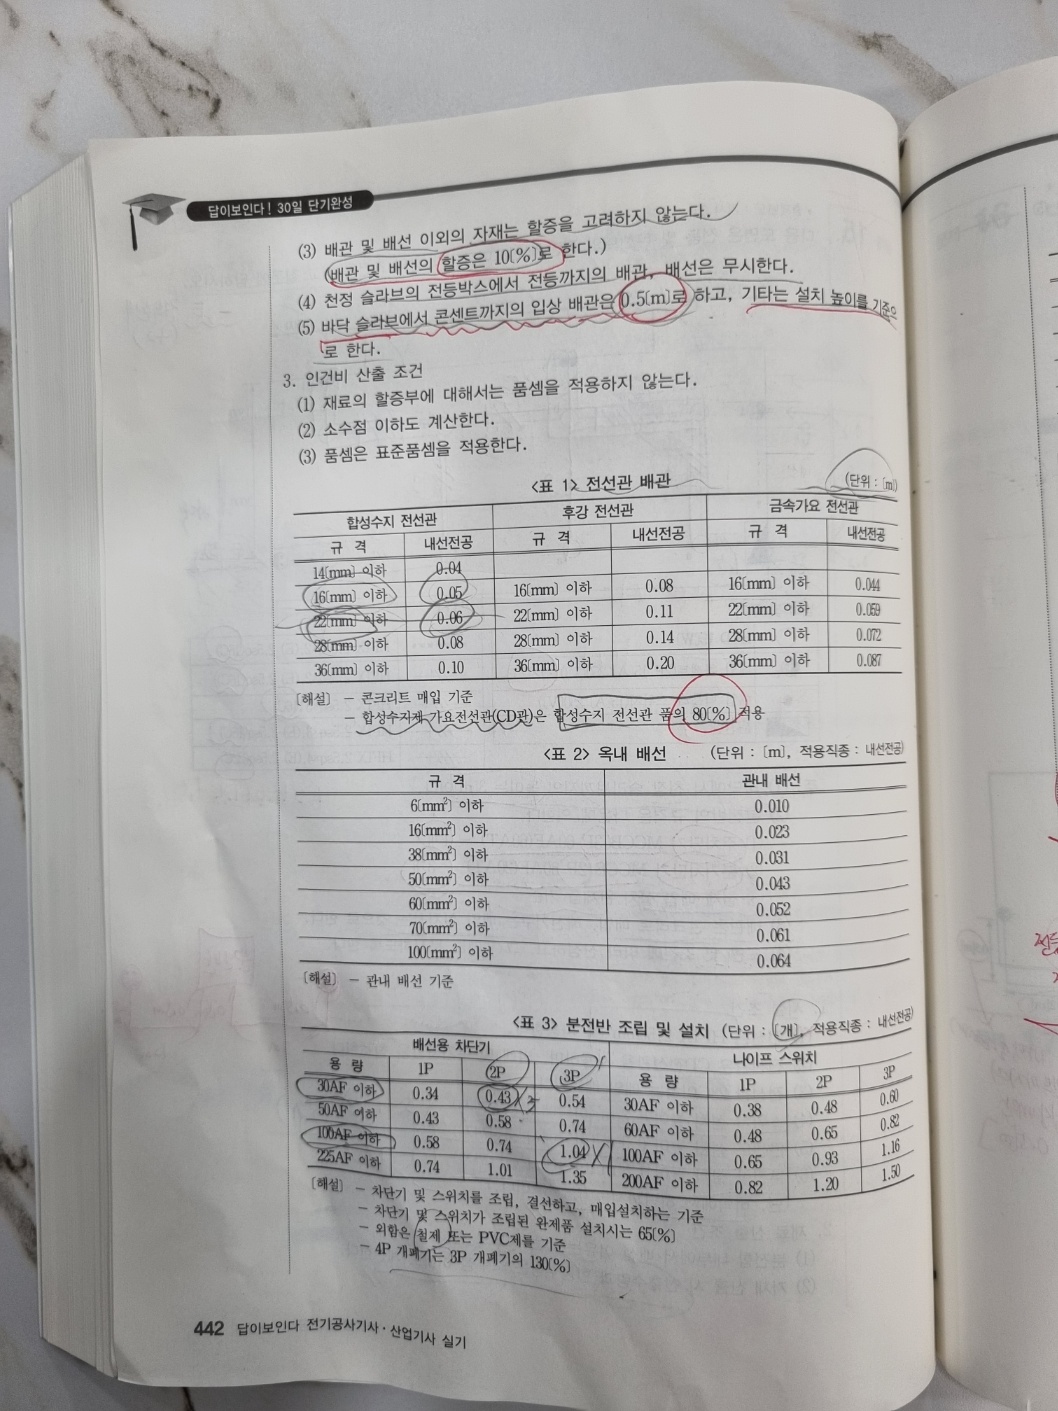 답이보인다! 30일 단기완성
(3) 배관 및 배선 이외의 자재는 할증을 고려하지 않는다.
(배관 및 배선의 할증은 10[%]로 한다.)
(4) 천정 슬라브의 전등박스에서 전등까지의 배관, 배선은 무시한다.
(5) 바닥 슬라브에서 콘센트까지의 입상 배관은 0.5[m]로 하고, 기타는 설치 높이를 기준으
로 한다.
3. 인건비 산출 조건
(1) 재료의 할증부에 대해서는 품셈을 적용하지 않는다.
(2) 소수점 이하도 계산한다.
(3) 품셈은 표준품셈을 적용한다.
<표 1> 전선관 배관 (단위 : [m])
합성수지 전선관 후강 전선관 금속가요 전선관
규 격 내선전공 규 격 내선전공 규 격 내선전공
14[mm] 이하 0.04
16[mm] 이하 0.05 16[mm] 이하 0.08 16[mm] 이하 0.044
22[mm] 이하 0.06 22[mm] 이하 0.11 22[mm] 이하 0.059
28[mm] 이하 0.08 28[mm] 이하 0.14 28[mm] 이하 0.072
36[mm] 이하 0.10 36[mm] 이하 0.20 36[mm] 이하 0.087
[해설] - 콘크리트 매입 기준
- 합성수지제 가요전선관(CD관)은 합성수지 전선관 품의 80[%] 적용
<표 2> 옥내 배선 (단위 : [m], 적용직종 : 내선전공)
규 격 관내 배선
6[mm²] 이하 0.010
16[mm²] 이하 0.023
38[mm²] 이하 0.031
50[mm²] 이하 0.043
60[mm²] 이하 0.052
70[mm²] 이하 0.061
100[mm²] 이하 0.064
[해설] - 관내 배선 기준
<표 3> 분전반 조립 및 설치 (단위 : [개], 적용직종 : 내선전공)
배선용 차단기 나이프 스위치
용 량 1P 2P 3P 용 량 1P 2P 3P
30AF 이하 0.34 0.43 0.54 30AF 이하 0.38 0.48 0.60
50AF 이하 0.43 0.58 0.74 60AF 이하 0.48 0.65 0.82
100AF 이하 0.58 0.74 1.04 100AF 이하 0.65 0.93 1.16
225AF 이하 0.74 1.01 1.35 200AF 이하 0.82 1.20 1.50
[해설] - 차단기 및 스위치를 조립, 결선하고, 매입설치하는 기준
- 차단기 및 스위치가 조립된 완제품 설치시는 65[%]
- 외함은 철제 또는 PVC제를 기준
- 4P 개폐기는 3P 개폐기의 130[%]
442 답이보인다 전기공사기사·산업기사 실기